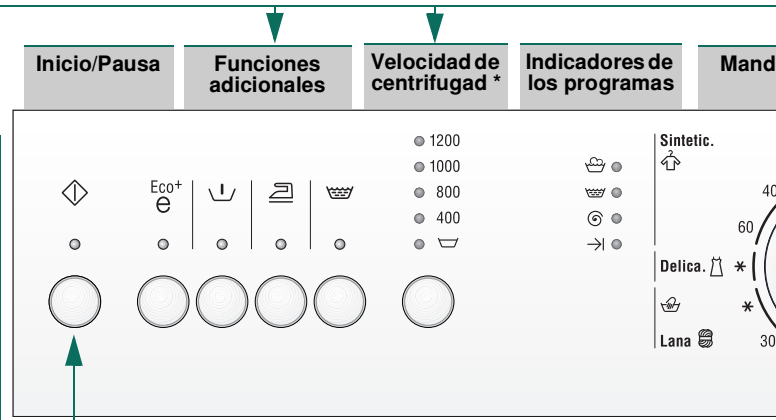 Inicio/Pausa
Funciones
adicionales
Velocidad de
centrifugad *
Indicadores de
los programas
Mand
1200
1000
800
400
Eco+
e
Sintetic.
40
60
Delica.
*
*
Lana
30